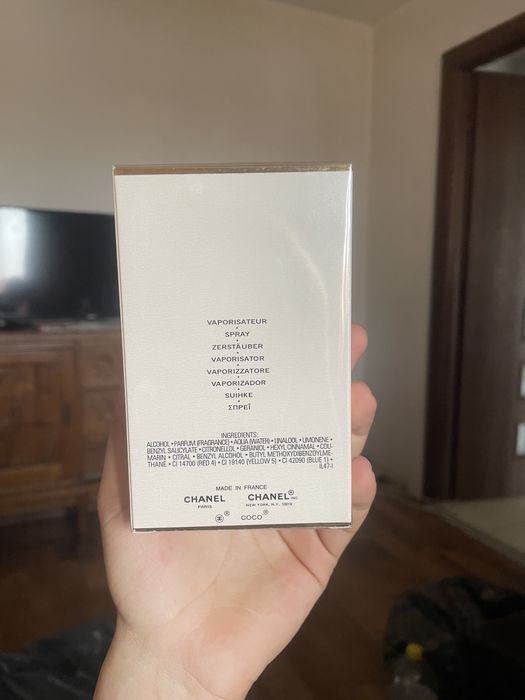 VAPORISATEUR
•
SPRAY
•
ZERSTÄUBER
•
VAPORISATOR
•
VAPORIZZATORE
•
VAPORIZADOR
•
SUIHKE
•
ΣΠΡΕΪ
INGREDIENTS:
ALCOHOL • PARFUM (FRAGRANCE) • AQUA (WATER) • LINALOOL • LIMONENE •
BENZYL SALICYLATE • CITRONELLOL • GERANIOL • HEXYL CINNAMAL • COU-
MARIN • CITRAL • BENZYL ALCOHOL • BUTYL METHOXYDIBENZOYLME-
THANE • CI 14700 (RED 4) • CI 19140 (YELLOW 5) • CI 42090 (BLUE 1) •
IL47-I
MADE IN FRANCE
CHANEL CHANEL® INC
PARIS NEW YORK, N.Y. 10019
® COCO®